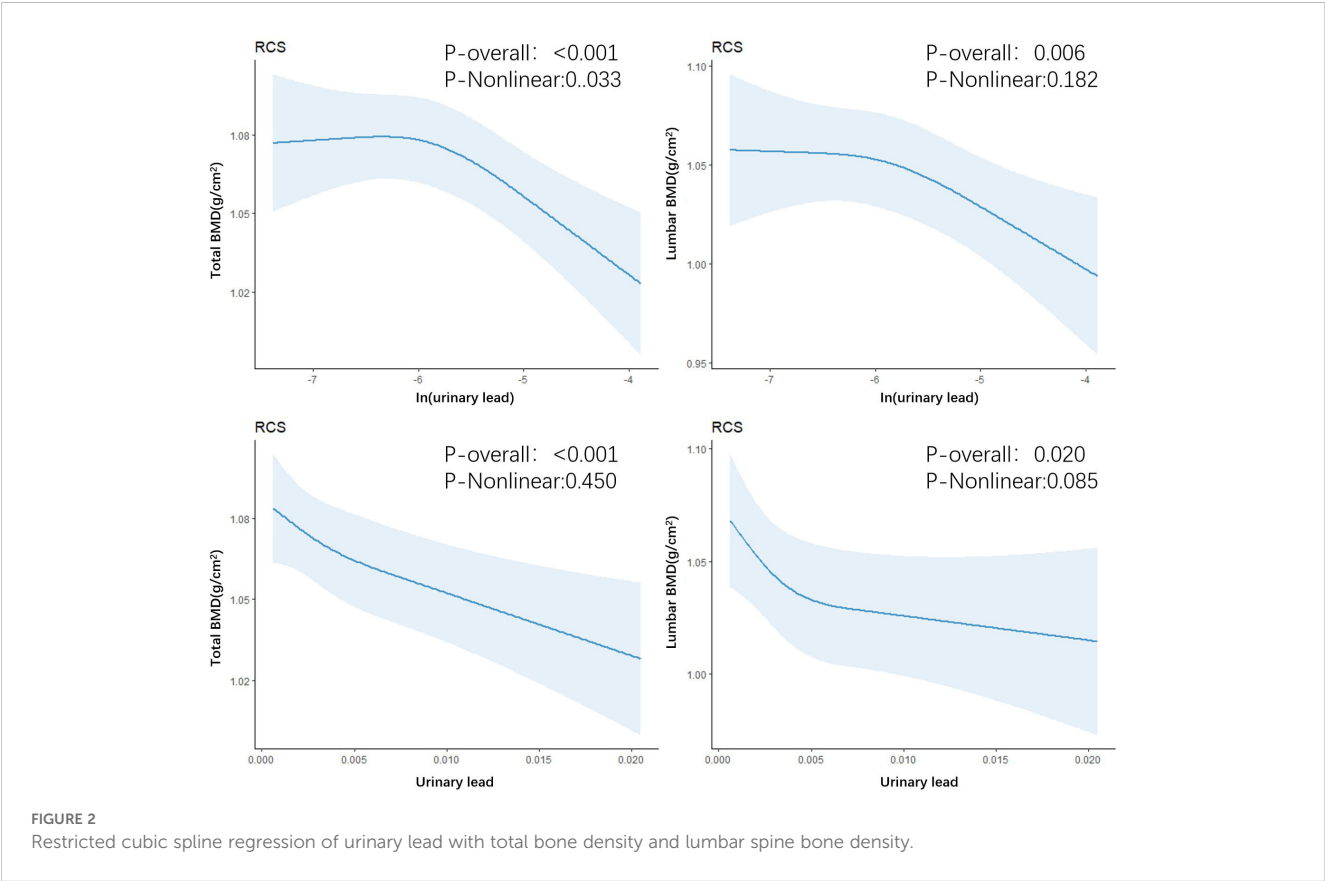 RCS
P-overall: <0.001
P-Nonlinear:0..033
1.08
1.05
1.02
Total BMD(g/cm²)
-7
-6
-5
-4
ln(urinary lead)
RCS
P-overall: 0.006
P-Nonlinear:0.182
1.10
1.05
1.00
0.95
Lumbar BMD(g/cm²)
-7
-6
-5
-4
ln(urinary lead)
RCS
P-overall: <0.001
P-Nonlinear:0.450
1.08
1.05
1.02
Total BMD(g/cm²)
0.000
0.005
0.010
0.015
0.020
Urinary lead
RCS
P-overall: 0.020
P-Nonlinear:0.085
1.10
1.05
1.00
Lumbar BMD(g/cm²)
0.000
0.005
0.010
0.015
0.020
Urinary lead
FIGURE 2
Restricted cubic spline regression of urinary lead with total bone density and lumbar spine bone density.